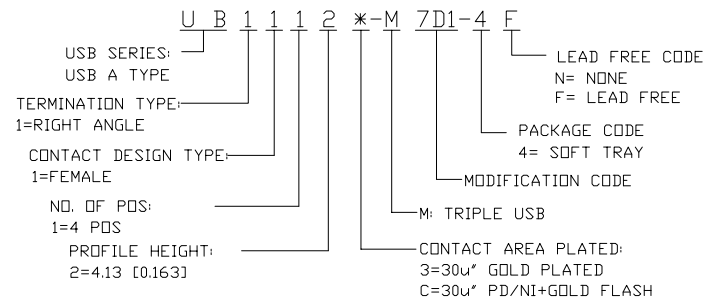 U B 1 1 1 2 *-M 7D1-4 F
USB SERIES:
USB A TYPE
TERMINATION TYPE:
1=RIGHT ANGLE
CONTACT DESIGN TYPE:
1=FEMALE
NO. OF POS:
1=4 POS
PROFILE HEIGHT:
2=4.13 [0.163]
LEAD FREE CODE
N= NONE
F= LEAD FREE
PACKAGE CODE
4= SOFT TRAY
MODIFICATION CODE
M: TRIPLE USB
CONTACT AREA PLATED:
3=30u" GOLD PLATED
C=30u" PD/NI+GOLD FLASH